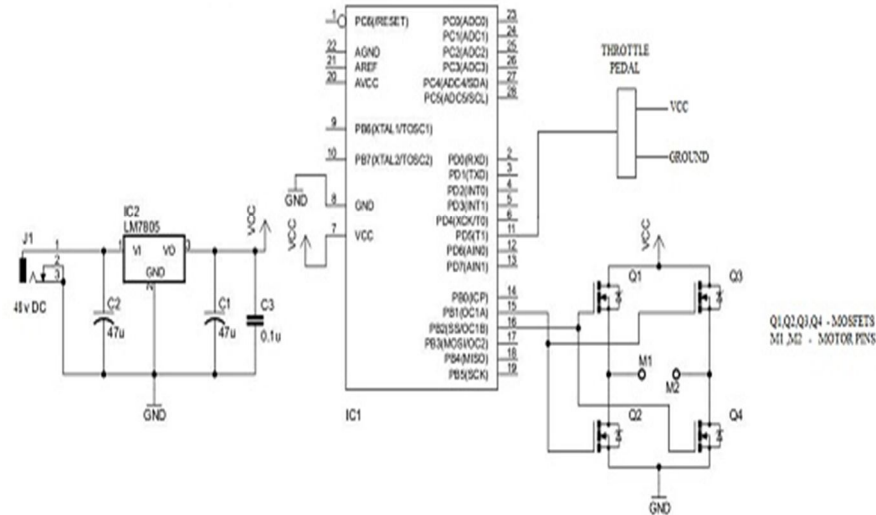 1 PC6(/RESET)
22 AGND
21 AREF
20 AVCC
9 PB6(XTAL1/TOSC1)
10 PB7(XTAL2/TOSC2)
GND
8 GND
VCC
7 VCC
PC0(ADC0) 23
PC1(ADC1) 24
PC2(ADC2) 25
PC3(ADC3) 26
PC4(ADC4/SDA) 27
PC5(ADC5/SCL) 28
PD0(RXD) 2
PD1(TXD) 3
PD2(INT0) 4
PD3(INT1) 5
PD4(XCK/T0) 6
PD5(T1) 11
PD6(AIN0) 12
PD7(AIN1) 13
PB0(ICP) 14
PB1(OC1A) 15
PB2(SS/OC1B) 16
PB3(MOSI/OC2) 17
PB4(MISO) 18
PB5(SCK) 19
IC1
THROTTLE
PEDAL
VCC
GROUND
IC2
LM7805
VCC
J1
1
2
3
1 VI
VO 3
GND
2
48v DC
C2
47u
C1
47u
C3
0.1u
GND
VCC
Q1
Q3
M1
M2
Q2
Q4
GND
Q1,Q2,Q3,Q4 - MOSFETS
M1,M2 - MOTOR PINS